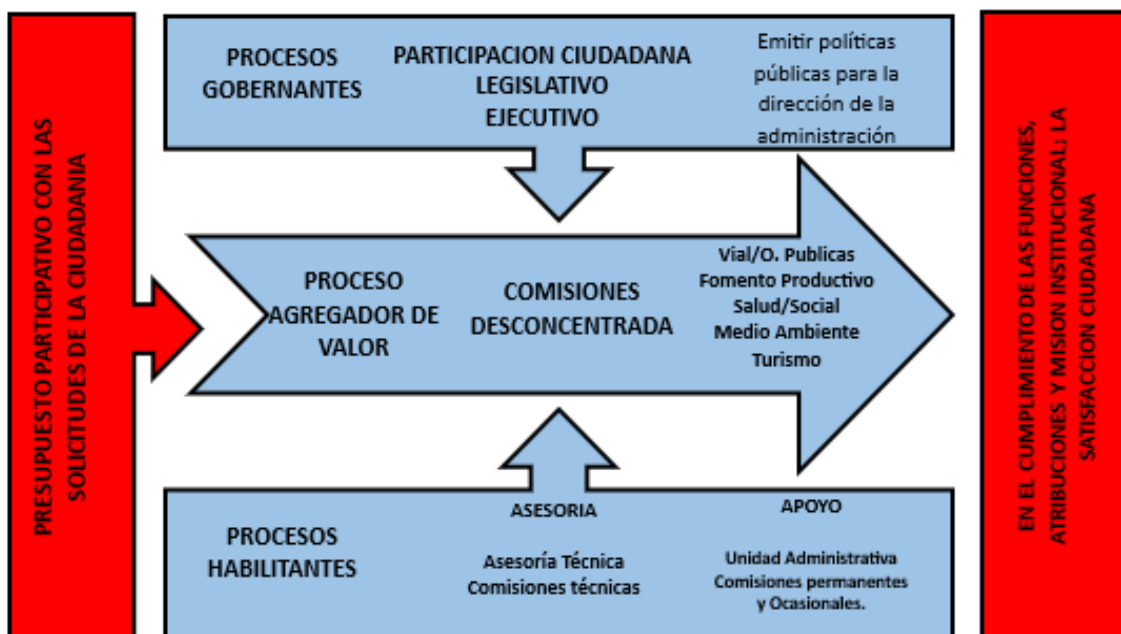 PRESUPUESTO PARTICIPATIVO CON LAS
SOLICITUDES DE LA CIUDADANIA
PROCESOS
GOBERNANTES
PARTICIPACION CIUDADANA
LEGISLATIVO
EJECUTIVO
Emitir políticas
públicas para la
dirección de la
administración
PROCESO
AGREGADOR DE
VALOR
COMISIONES
DESCONCENTRADA
Vial/O. Publicas
Fomento Productivo
Salud/Social
Medio Ambiente
Turismo
PROCESOS
HABILITANTES
ASESORIA
Asesoría Técnica
Comisiones técnicas
APOYO
Unidad Administrativa
Comisiones permanentes
y Ocasionales.
EN EL CUMPLIMIENTO DE LAS FUNCIONES,
ATRIBUCIONES Y MISION INSTITUCIONAL; LA
SATISFACCION CIUDADANA